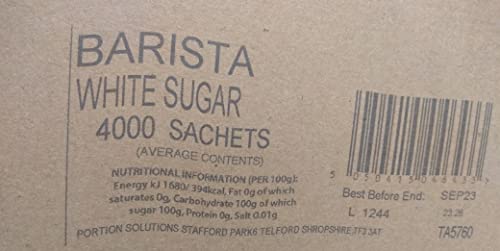 BARISTA
WHITE SUGAR
4000 SACHETS
(AVERAGE CONTENTS)
NUTRITIONAL INFORMATION (PER 100g):
Energy kJ 1680/ 394kcal, Fat 0g of which
saturates 0g, Carbohydrate 100g of which
sugar 100g, Protein 0g, Salt 0.01g
PORTION SOLUTIONS STAFFORD PARK6 TELFORD SHROPSHIRE,TF3 3AT
Best Before End: SEP23
L 1244 23:26
TA5760